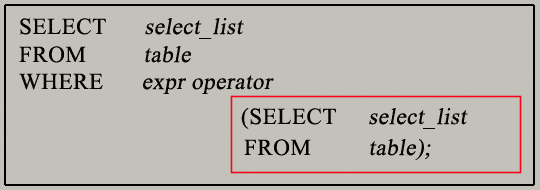 SELECT select_list
FROM table
WHERE expr operator
(SELECT select_list
FROM table);